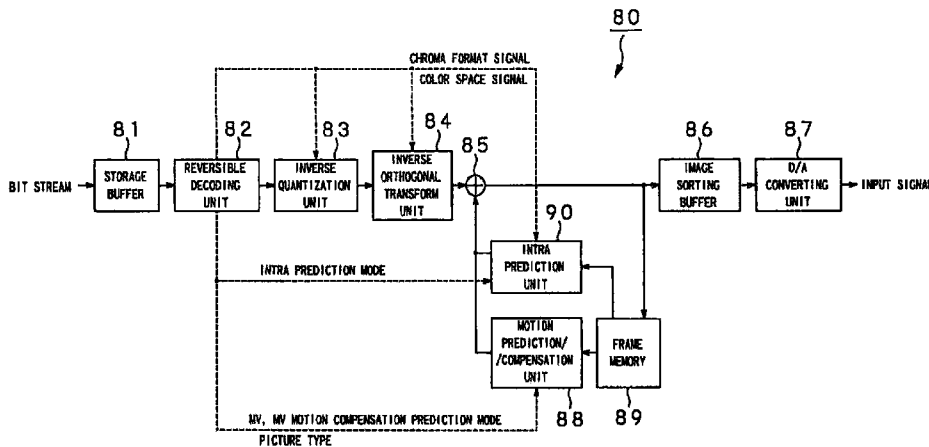 80
CHROMA FORMAT SIGNAL
COLOR SPACE SIGNAL
81
82
83
84
85
86
87
BIT STREAM
STORAGE
BUFFER
REVERSIBLE
DECODING
UNIT
INVERSE
QUANTIZATION
UNIT
INVERSE
ORTHOGONAL
TRANSFORM
UNIT
IMAGE
SORTING
BUFFER
D/A
CONVERTING
UNIT
INPUT SIGNAL
90
INTRA
PREDICTION
UNIT
INTRA PREDICTION MODE
MOTION
PREDICTION/
/COMPENSATION
UNIT
FRAME
MEMORY
88
89
MV, MV MOTION COMPENSATION PREDICTION MODE
PICTURE TYPE